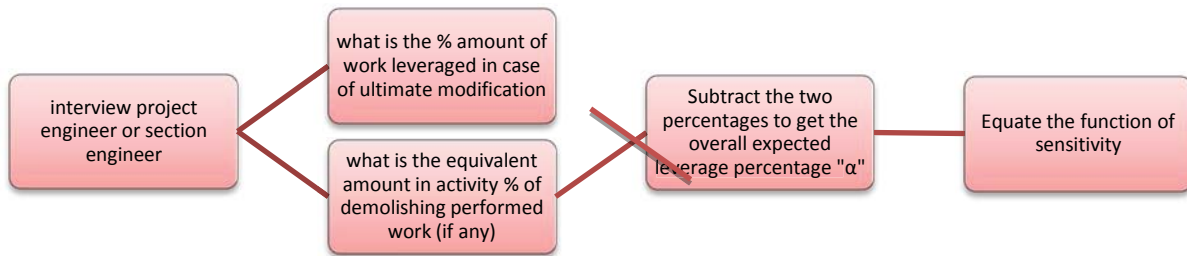 interview project
engineer or section
engineer
what is the % amount of
work leveraged in case
of ultimate modification
what is the equivalent
amount in activity % of
demolishing performed
work (if any)
Subtract the two
percentages to get the
overall expected
leverage percentage "α"
Equate the function of
sensitivity